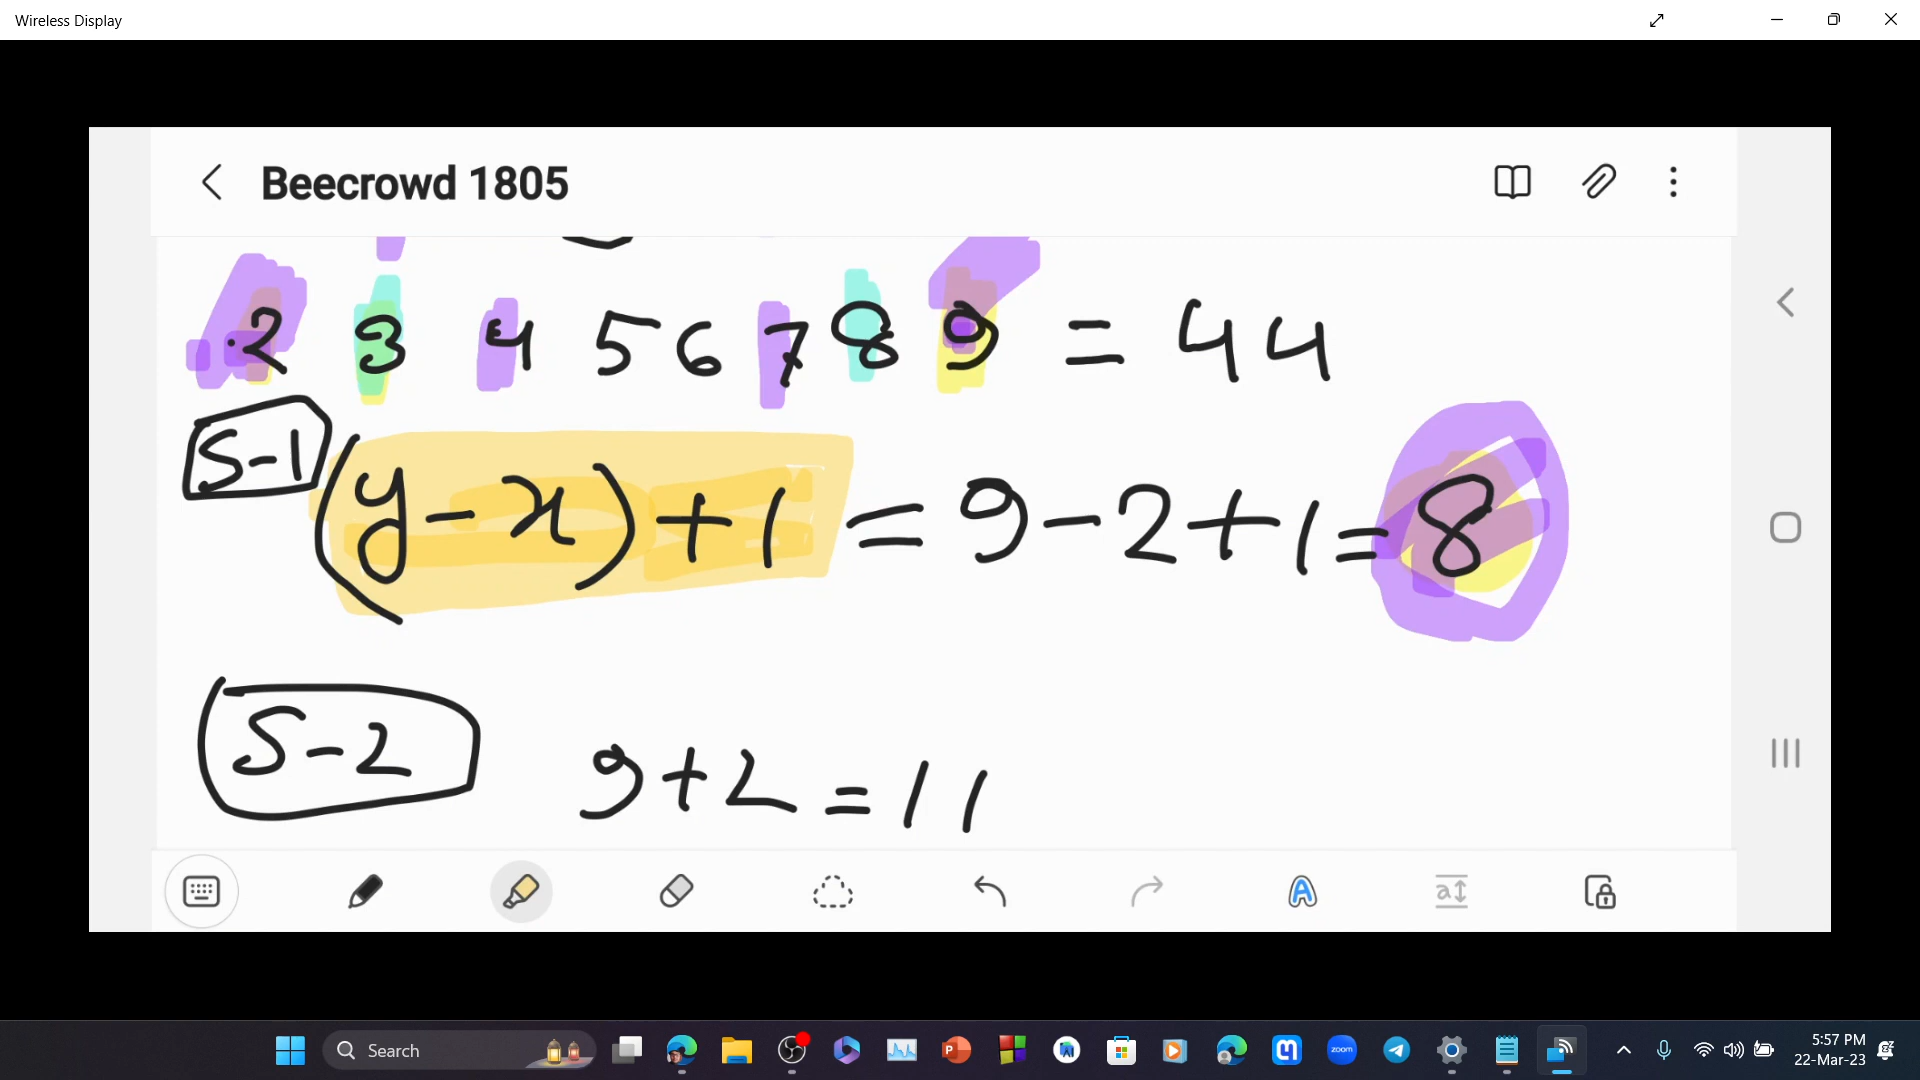 Wireless Display
Beecrowd 1805
2 3 4 5 6 7 8 9 = 44
S-1
(y-x)+1 = 9-2+1=8
S-2
9+2=11
A
a
Search
P
zoom
5:57 PM
22-Mar-23